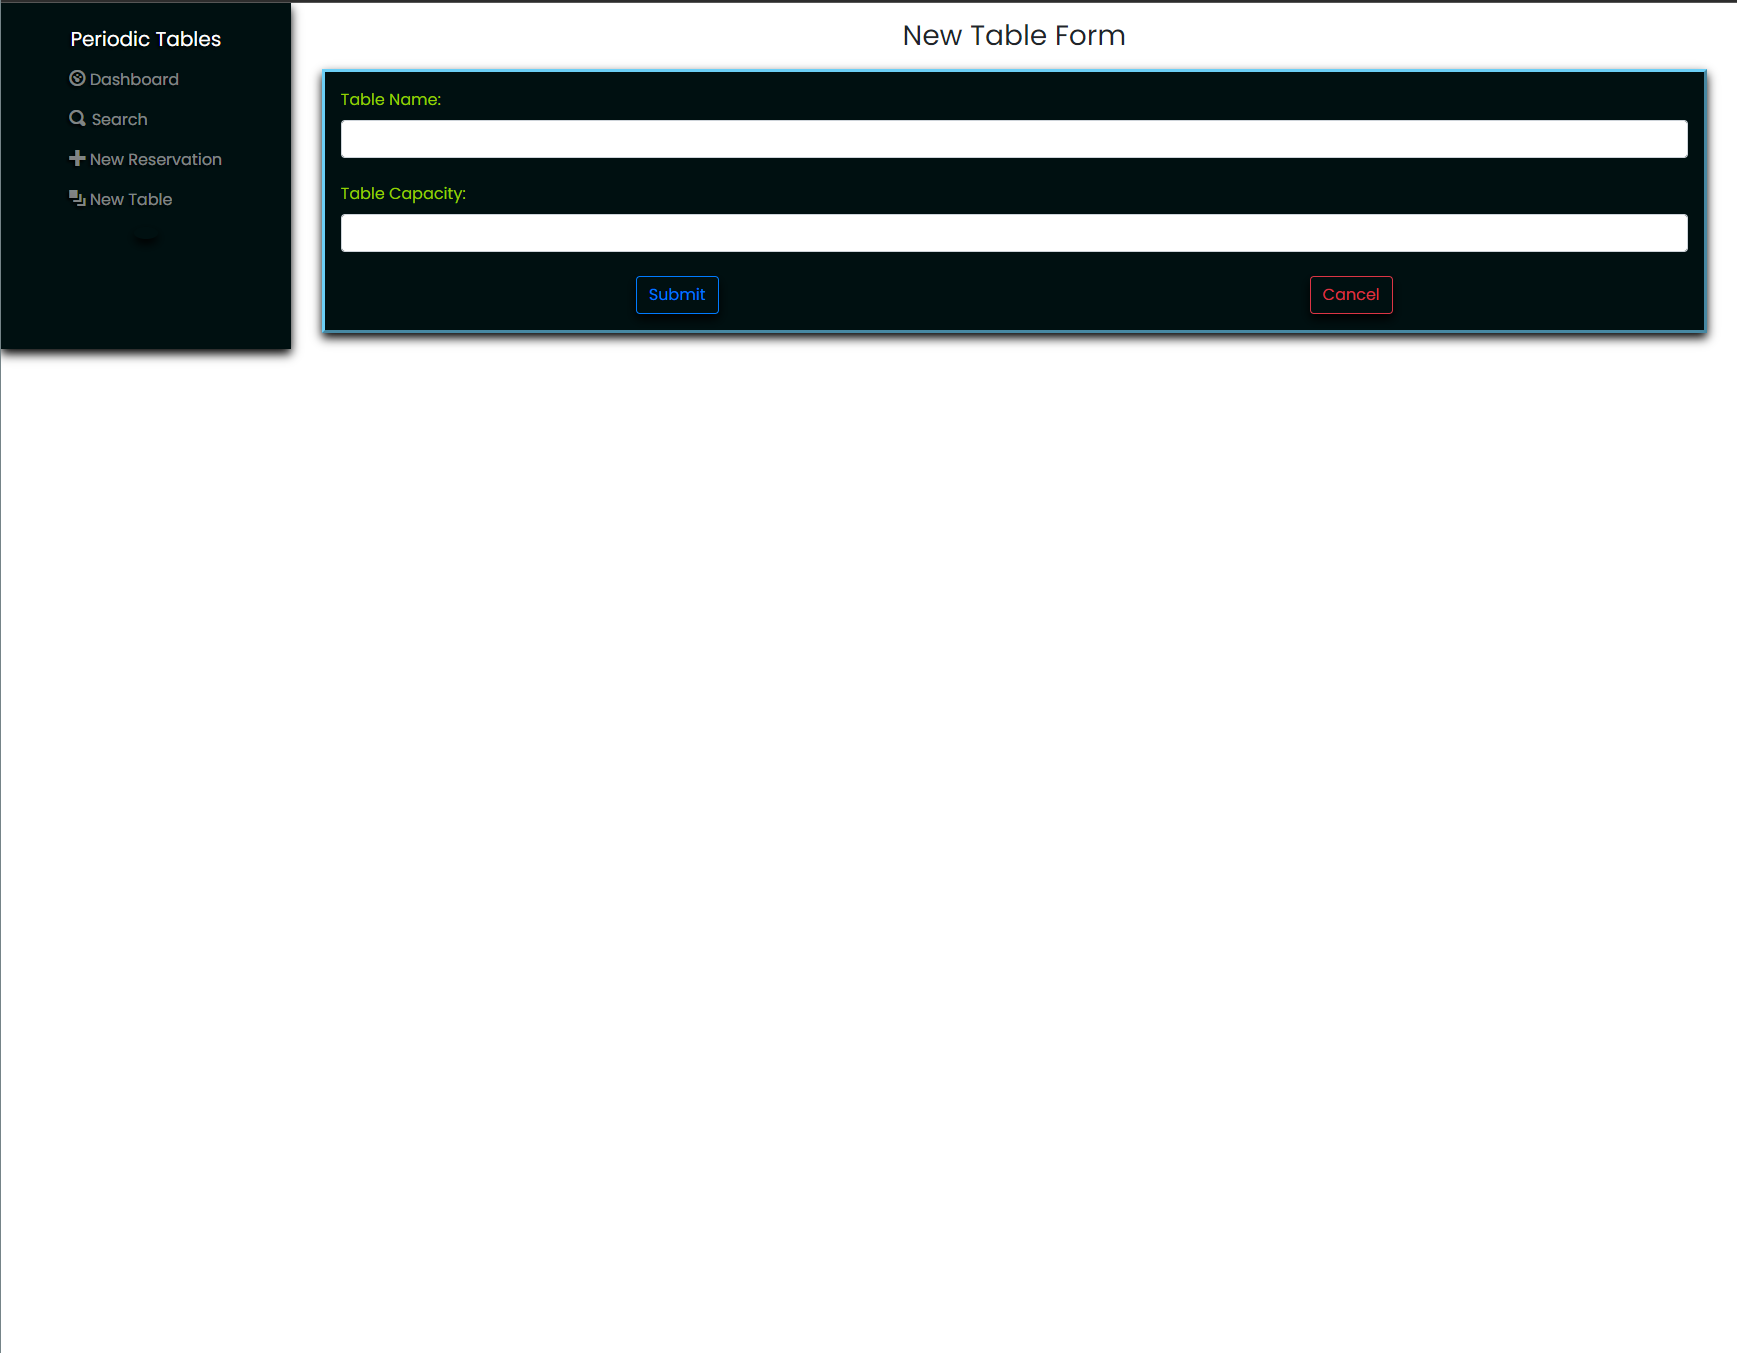 Periodic Tables
Dashboard
Search
New Reservation
New Table
New Table Form
Table Name:
Table Capacity:
Submit
Cancel